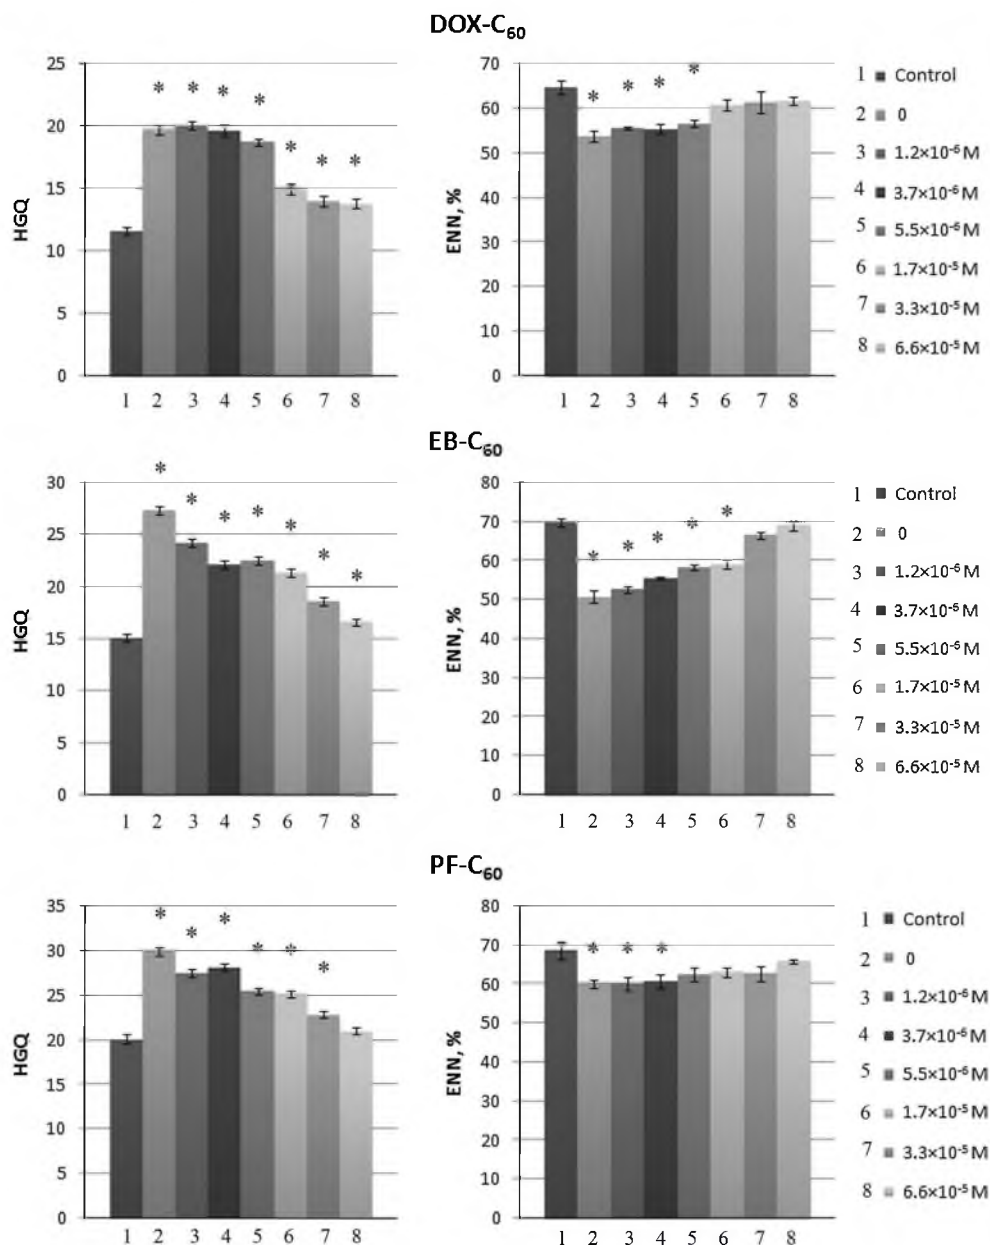 DOX-C60
HGQ
25
20
15
10
5
0
* * * * * * *
1 2 3 4 5 6 7 8
ENN, %
70
60
50
40
30
20
10
0
* * * *
1 2 3 4 5 6 7 8
1 Control
2 0
3 1.2×10⁻⁶ M
4 3.7×10⁻⁶ M
5 5.5×10⁻⁶ M
6 1.7×10⁻⁵ M
7 3.3×10⁻⁵ M
8 6.6×10⁻⁵ M
EB-C60
HGQ
30
25
20
15
10
5
0
* * * * * * *
1 2 3 4 5 6 7 8
ENN, %
80
70
60
50
40
30
20
10
0
* * * * *
1 2 3 4 5 6 7 8
1 Control
2 0
3 1.2×10⁻⁶ M
4 3.7×10⁻⁶ M
5 5.5×10⁻⁶ M
6 1.7×10⁻⁵ M
7 3.3×10⁻⁵ M
8 6.6×10⁻⁵ M
PF-C60
HGQ
35
30
25
20
15
10
5
0
* * * * * *
1 2 3 4 5 6 7 8
ENN, %
80
70
60
50
40
30
20
10
0
* * *
1 2 3 4 5 6 7 8
1 Control
2 0
3 1.2×10⁻⁶ M
4 3.7×10⁻⁶ M
5 5.5×10⁻⁶ M
6 1.7×10⁻⁵ M
7 3.3×10⁻⁵ M
8 6.6×10⁻⁵ M